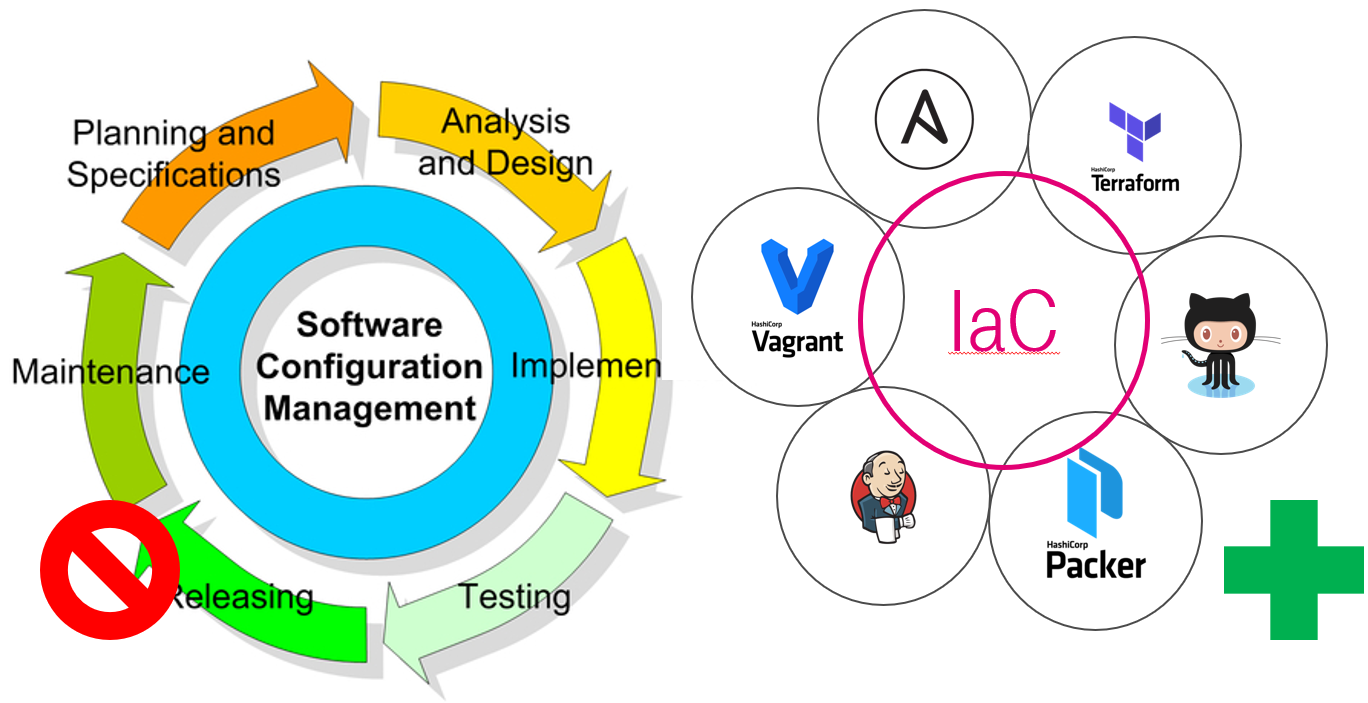 Planning and
Specifications
Analysis
and Design
Implemen
Testing
Releasing
Maintenance
Software
Configuration
Management
IaC
HashiCorp
Terraform
HashiCorp
Packer
HashiCorp
Vagrant